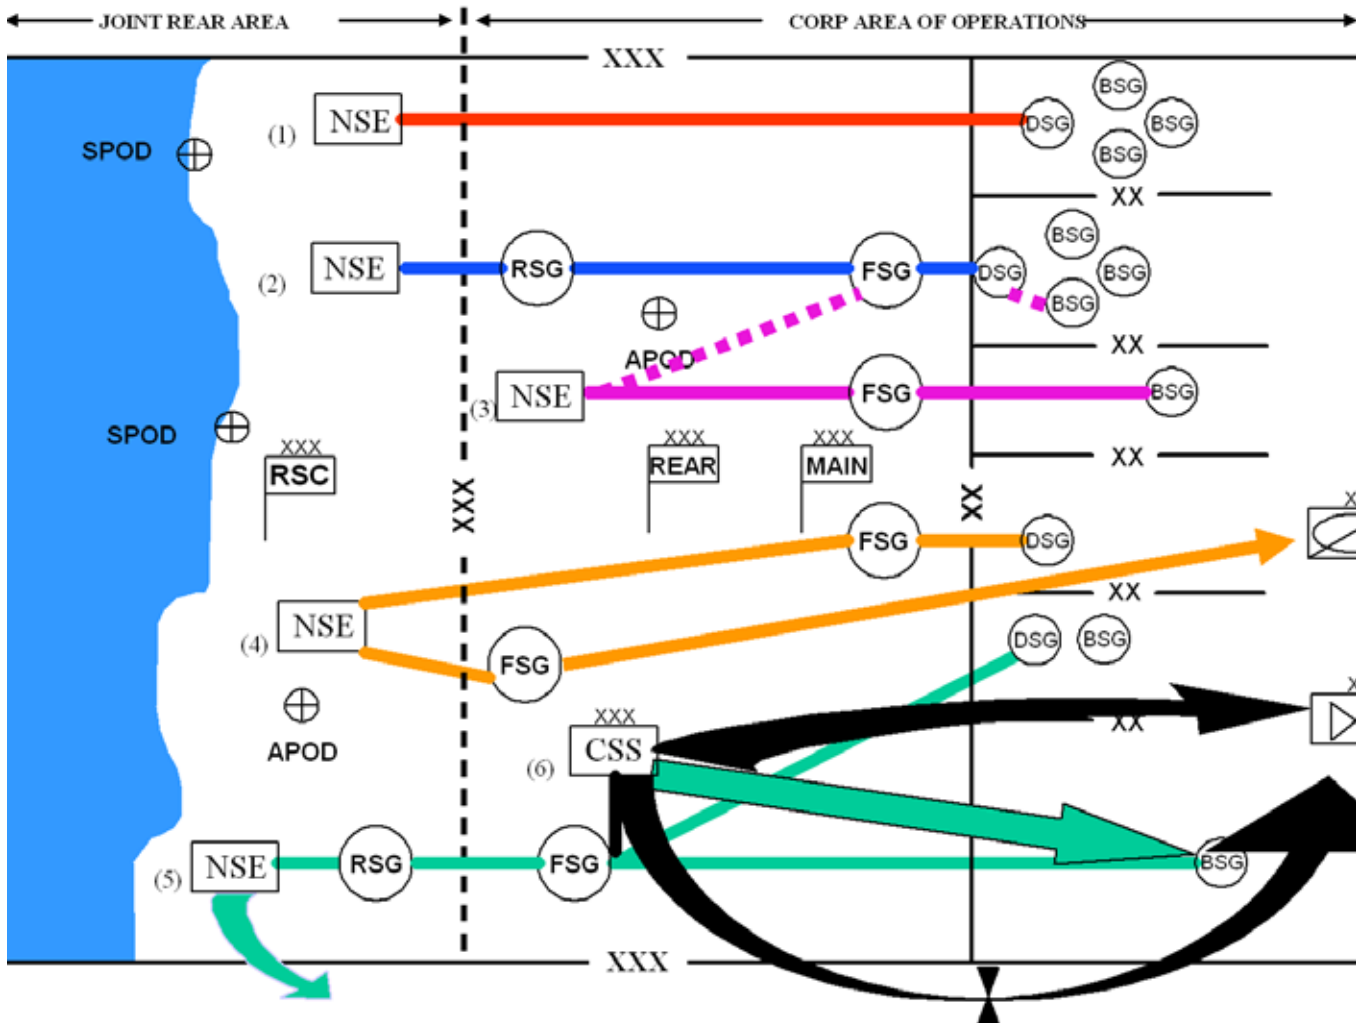 JOINT REAR AREA
CORP AREA OF OPERATIONS
XXX
(1)
NSE
DSG
BSG
BSG
BSG
SPOD
XX
(2)
NSE
RSG
FSG
DSG
BSG
BSG
BSG
APOD
XX
(3)
NSE
FSG
BSG
SPOD
XXX
RSC
XXX
REAR
XXX
MAIN
XX
XXX
XX
X
FSG
DSG
(4)
NSE
FSG
XX
DSG
BSG
APOD
XXX
CSS
(6)
XX
X
(5)
NSE
RSG
FSG
BSG
XXX